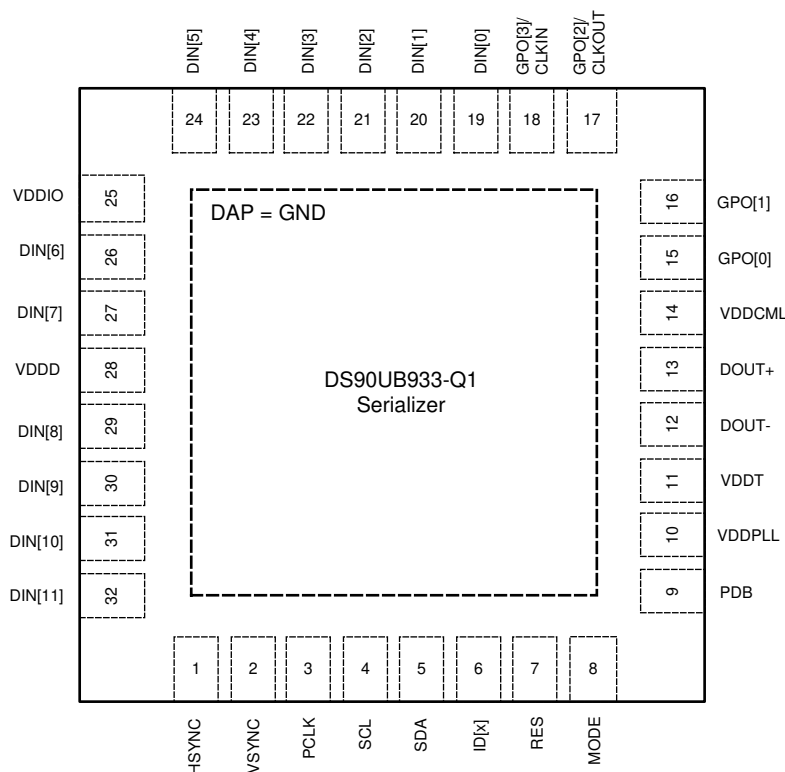 DIN[5]
DIN[4]
DIN[3]
DIN[2]
DIN[1]
DIN[0]
GPO[3]/
CLKIN
GPO[2]/
CLKOUT
24
23
22
21
20
19
18
17
VDDIO
25
DIN[6]
26
DIN[7]
27
VDDD
28
DIN[8]
29
DIN[9]
30
DIN[10]
31
DIN[11]
32
DAP = GND
DS90UB933-Q1
Serializer
16
GPO[1]
15
GPO[0]
14
VDDCML
13
DOUT+
12
DOUT-
11
VDDT
10
VDDPLL
9
PDB
1
2
3
4
5
6
7
8
HSYNC
VSYNC
PCLK
SCL
SDA
ID[x]
RES
MODE